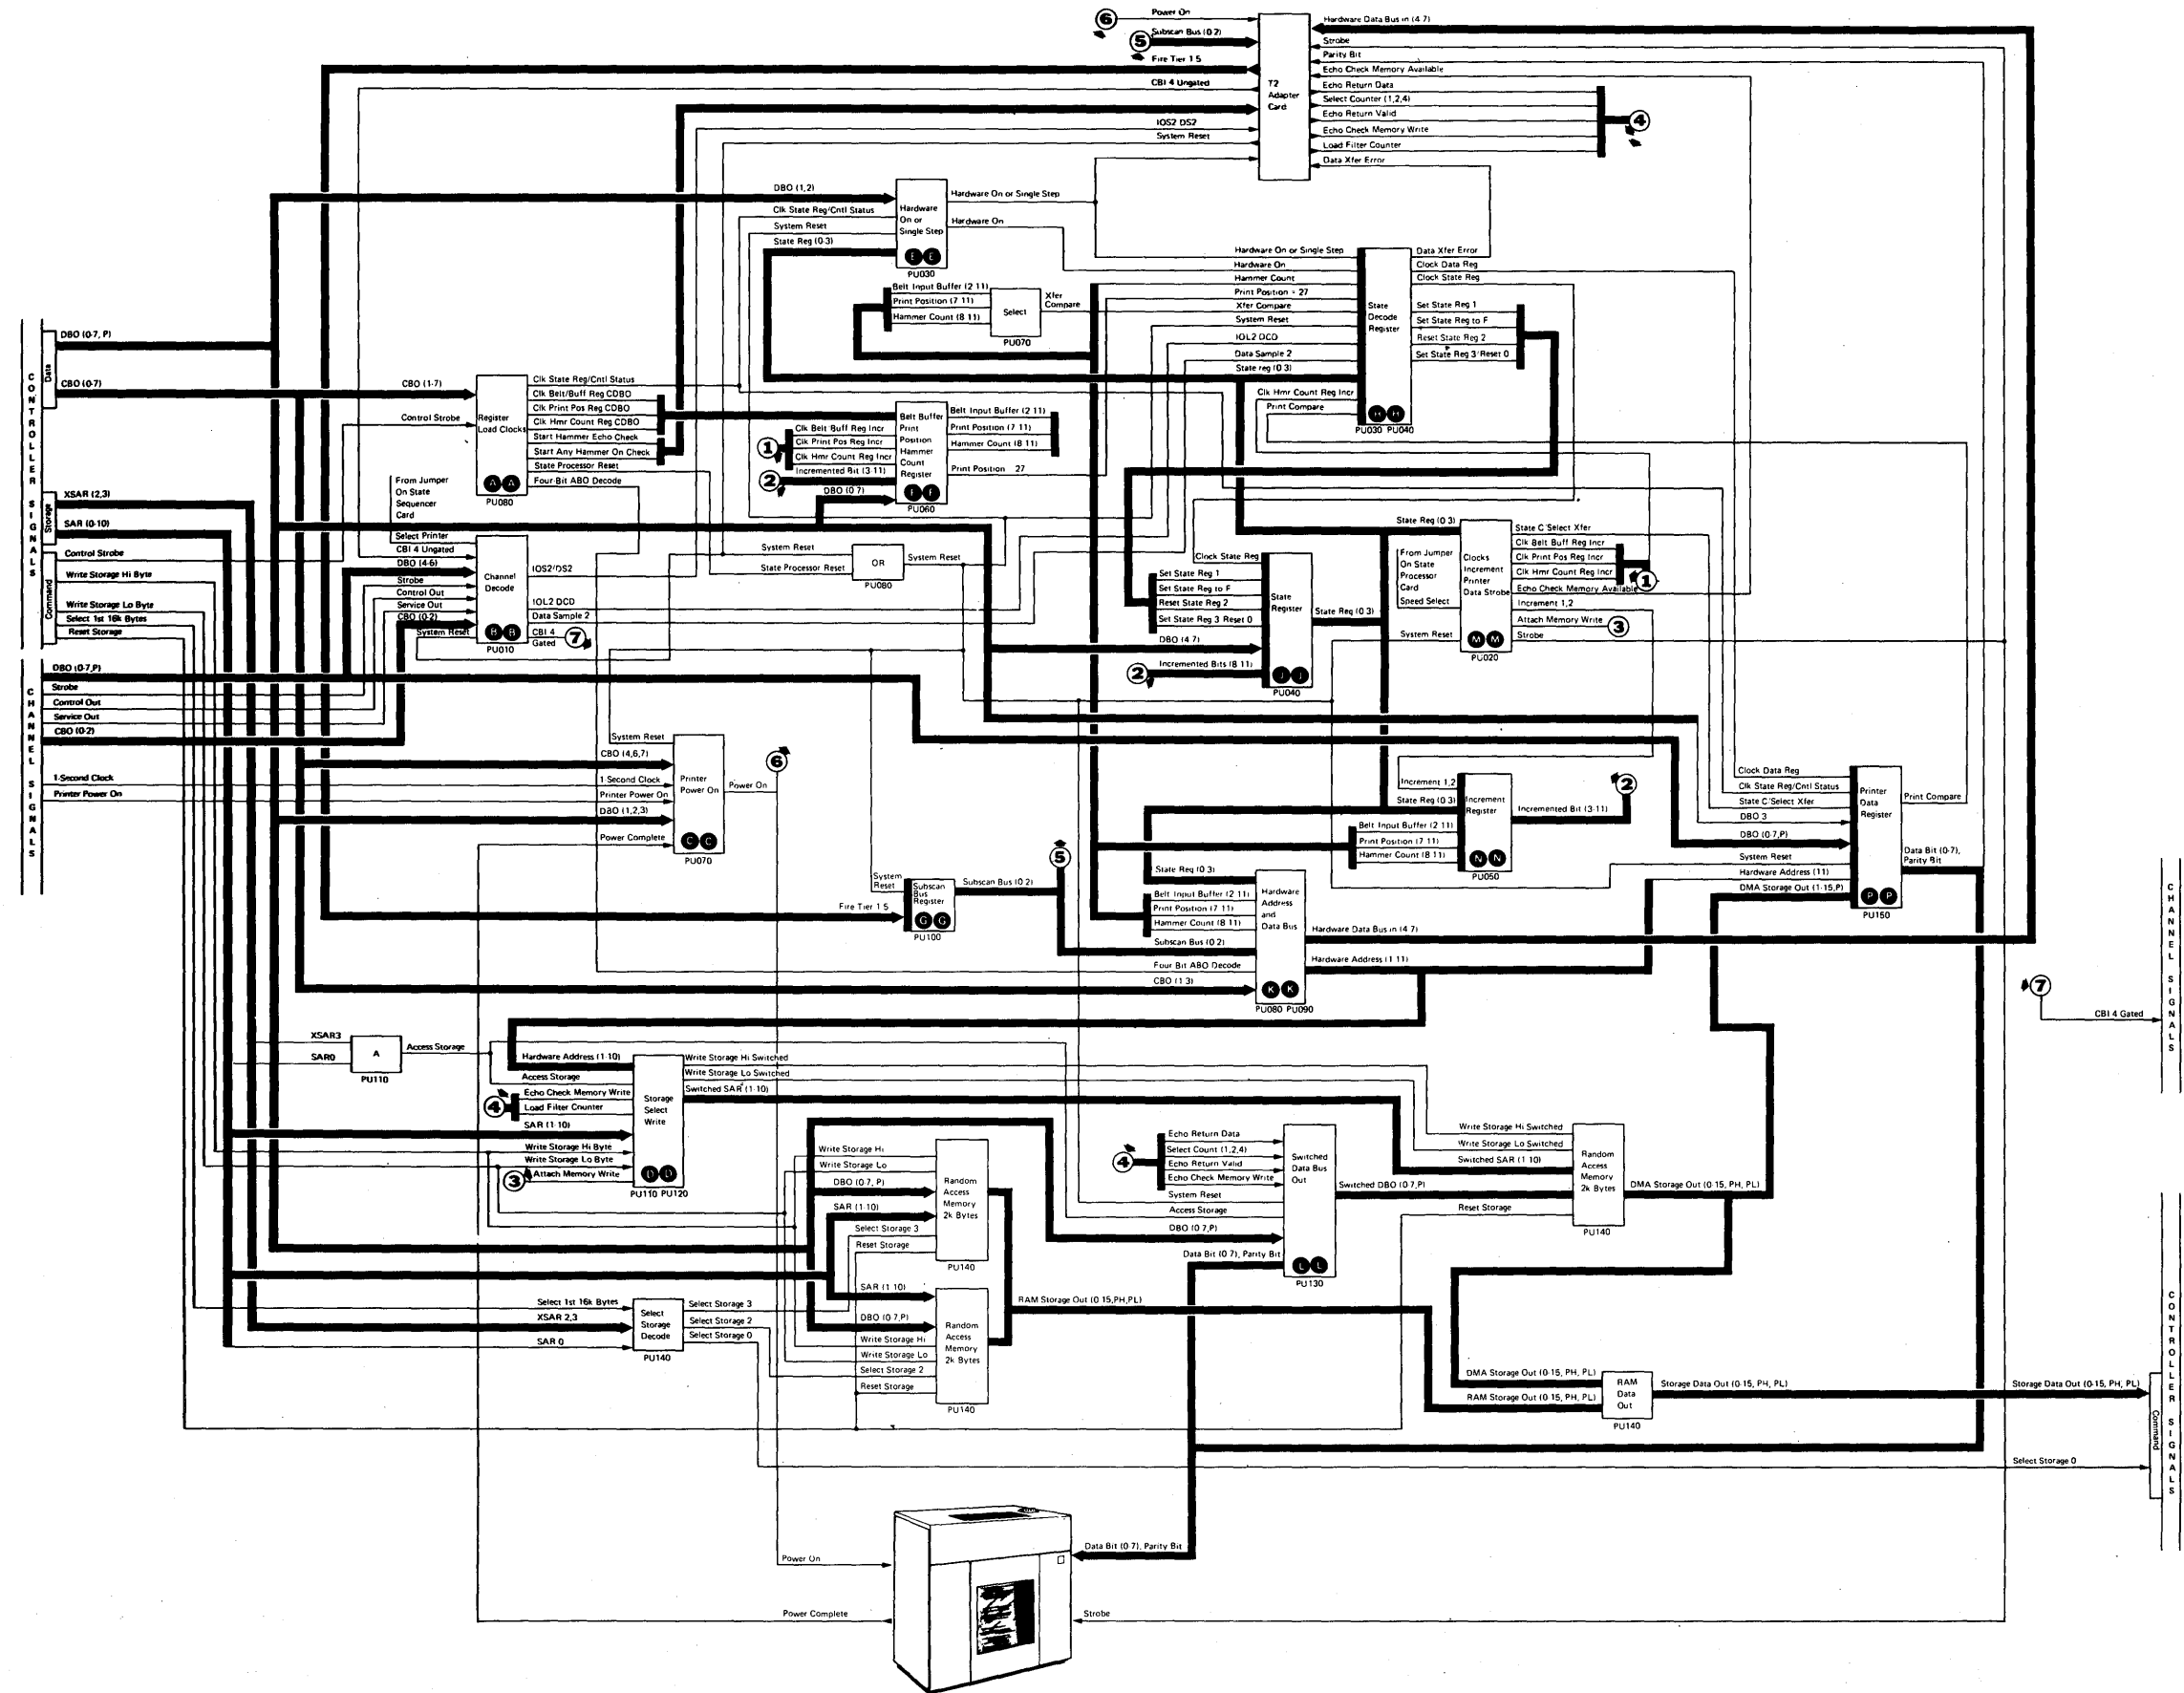 6
Power On
5
Subscan Bus (0 2)
Fire Tier 1 5
CBI 4 Ungated
IOS2 DS2
System Reset
T2
Adapter
Card
Hardware Data Bus in (4 7)
Strobe
Parity Bit
Echo Check Memory Available
Echo Return Data
Select Counter (1,2,4)
Echo Return Valid
Echo Check Memory Write
Load Filter Counter
Data Xfer Error
4
DBO (1,2)
Clk State Reg/Cntl Status
System Reset
State Reg (0 3)
Hardware
On or
Single Step
E E
PU030
Hardware On or Single Step
Hardware On
Belt Input Buffer (2 11)
Print Position (7 11)
Hammer Count (8 11)
Select
PU070
Xfer
Compare
Hardware On or Single Step
Hardware On
Hammer Count
Print Position = 27
Xfer Compare
System Reset
IOL2 DCD
Data Sample 2
State reg (0 3)
Clk Hmr Count Reg Incr
Print Compare
State
Decode
Register
H H
PU030 PU040
Data Xfer Error
Clock Data Reg
Clock State Reg
Set State Reg 1
Set State Reg to F
Reset State Reg 2
Set State Reg 3/Reset 0
CONTROLLER SIGNALS
Data
DBO (0-7, P)
CBO (0-7)
Storage
XSAR (2,3)
SAR (0-10)
Command
Control Strobe
Write Storage Hi Byte
Write Storage Lo Byte
Select 1st 16k Bytes
Reset Storage
CBO (1-7)
Control Strobe
Register
Load Clocks
A A
PU080
Clk State Reg/Cntl Status
Clk Belt/Buff Reg CDBO
Clk Print Pos Reg CDBO
Clk Hmr Count Reg CDBO
Start Hammer Echo Check
Start Any Hammer On Check
State Processor Reset
Four-Bit ABO Decode
1
Clk Belt Buff Reg Incr
Clk Print Pos Reg Incr
Clk Hmr Count Reg Incr
2
Incremented Bit (3 11)
DBO (0 7)
Belt Buffer
Print
Position
Hammer
Count
Register
F F
PU060
Belt Input Buffer (2 11)
Print Position (7 11)
Hammer Count (8 11)
Print Position 27
From Jumper
On State
Sequencer
Card
Select Printer
CBI 4 Ungated
DBO (4-6)
Strobe
Control Out
Service Out
CBO (0-2)
System Reset
Channel
Decode
B B
PU010
IOS2/DS2
IOL2 DCD
Data Sample 2
CBI 4
Gated
7
System Reset
State Processor Reset
OR
PU080
System Reset
Clock State Reg
Set State Reg 1
Set State Reg to F
Reset State Reg 2
Set State Reg 3 Reset 0
DBO (4 7)
2
Incremented Bits (8 11)
State
Register
J J
PU040
State Reg (0 3)
State Reg (0 3)
From Jumper
On State
Processor
Card
Speed Select
System Reset
Clocks
Increment
Printer
Data Strobe
M M
PU020
State C Select Xfer
Clk Belt Buff Reg Incr
Clk Print Pos Reg Incr
Clk Hmr Count Reg Incr
1
Echo Check Memory Available
Increment 1,2
Attach Memory Write
3
Strobe
CHANNEL SIGNALS
DBO (0-7,P)
Strobe
Control Out
Service Out
CBO (0-2)
1-Second Clock
Printer Power On
System Reset
CBO (4,6,7)
1-Second Clock
Printer Power On
DBO (1,2,3)
Power Complete
Printer
Power On
C C
PU070
Power On
6
Increment 1,2
State Reg (0 3)
Belt Input Buffer (2 11)
Print Position (7 11)
Hammer Count (8 11)
Increment
Register
N N
PU050
Incremented Bit (3-11)
2
Clock Data Reg
Clk State Reg/Cntl Status
State C/Select Xfer
DBO 3
DBO (0-7,P)
System Reset
Hardware Address (11)
DMA Storage Out (1-15,P)
Printer
Data
Register
P P
PU150
Print Compare
Data Bit (0-7),
Parity Bit
System
Reset
Fire Tier 1 5
Subscan
Bus
Register
G G
PU100
Subscan Bus (0 2)
5
State Reg (0 3)
Belt Input Buffer (2 11)
Print Position (7 11)
Hammer Count (8 11)
Subscan Bus (0 2)
Four Bit ABO Decode
CBO (1 3)
Hardware
Address
and
Data Bus
K K
PU080 PU090
Hardware Data Bus in (4 7)
Hardware Address (1 11)
CHANNEL SIGNALS
7
CBI 4 Gated
XSAR3
SAR0
A
PU110
Access Storage
Hardware Address (1-10)
Access Storage
4
Echo Check Memory Write
Load Filter Counter
SAR (1-10)
Write Storage Hi Byte
Write Storage Lo Byte
3
Attach Memory Write
Storage
Select
Write
D D
PU110 PU120
Write Storage Hi Switched
Write Storage Lo Switched
Switched SAR (1-10)
Write Storage Hi
Write Storage Lo
DBO (0-7, P)
SAR (1-10)
Select Storage 3
Reset Storage
Random
Access
Memory
2k Bytes
PU140
4
Echo Return Data
Select Count (1,2,4)
Echo Return Valid
Echo Check Memory Write
System Reset
Access Storage
DBO (0 7,P)
Data Bit (0 7), Parity Bit
Switched
Data Bus
Out
L L
PU130
Switched DBO (0 7,P)
Write Storage Hi Switched
Write Storage Lo Switched
Switched SAR (1 10)
Reset Storage
Random
Access
Memory
2k Bytes
PU140
DMA Storage Out (0-15, PH, PL)
Select 1st 16k Bytes
XSAR 2,3
SAR 0
Select
Storage
Decode
PU140
Select Storage 3
Select Storage 2
Select Storage 0
SAR (1 10)
DBO (0 7,P)
Write Storage Hi
Write Storage Lo
Select Storage 2
Reset Storage
Random
Access
Memory
2k Bytes
PU140
RAM Storage Out (0 15,PH,PL)
DMA Storage Out (0-15, PH, PL)
RAM Storage Out (0-15, PH, PL)
RAM
Data
Out
PU140
Storage Data Out (0-15, PH, PL)
Storage Data Out (0-15, PH, PL)
Command
Select Storage 0
CONTROLLER SIGNALS
Power On
Power Complete
Data Bit (0-7), Parity Bit
Strobe